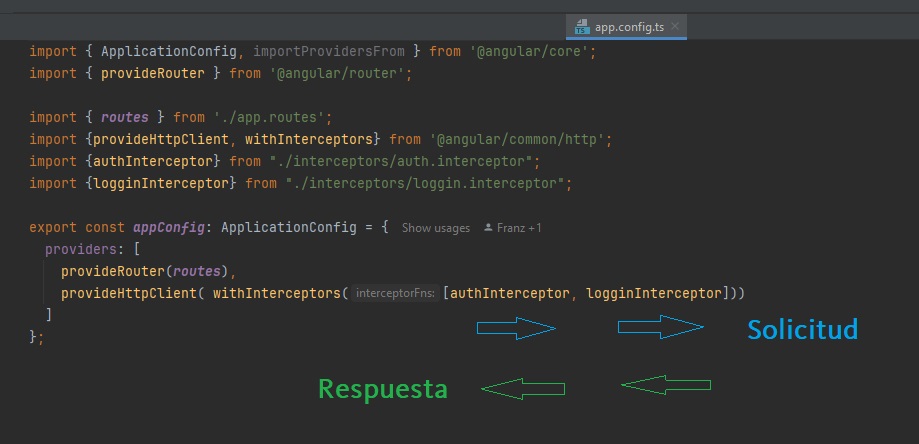 app.config.ts
import { ApplicationConfig, importProvidersFrom } from '@angular/core';
import { provideRouter } from '@angular/router';
import { routes } from './app.routes';
import {provideHttpClient, withInterceptors} from '@angular/common/http';
import {authInterceptor} from "./interceptors/auth.interceptor";
import {logginInterceptor} from "./interceptors/loggin.interceptor";
export const appConfig: ApplicationConfig = { Show usages Franz +1
providers: [
provideRouter(routes),
provideHttpClient( withInterceptors( interceptorFns: [authInterceptor, logginInterceptor]))
]
};
Solicitud
Respuesta